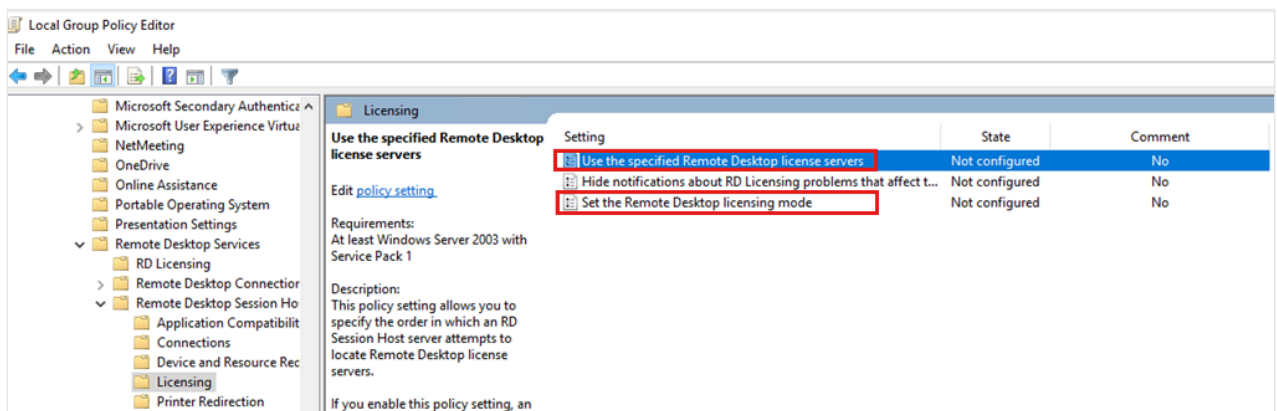 Local Group Policy Editor
File Action View Help
Microsoft Secondary Authentica
Microsoft User Experience Virtua
NetMeeting
OneDrive
Online Assistance
Portable Operating System
Presentation Settings
Remote Desktop Services
RD Licensing
Remote Desktop Connection
Remote Desktop Session Ho
Application Compatibilit
Connections
Device and Resource Red
Licensing
Printer Redirection
Licensing
Use the specified Remote Desktop
license servers
Edit policy setting
Requirements:
At least Windows Server 2003 with
Service Pack 1
Description:
This policy setting allows you to
specify the order in which an RD
Session Host server attempts to
locate Remote Desktop license
servers.
If you enable this policy setting, an
Setting State Comment
Use the specified Remote Desktop license servers Not configured No
Hide notifications about RD Licensing problems that affect t... Not configured No
Set the Remote Desktop licensing mode Not configured No